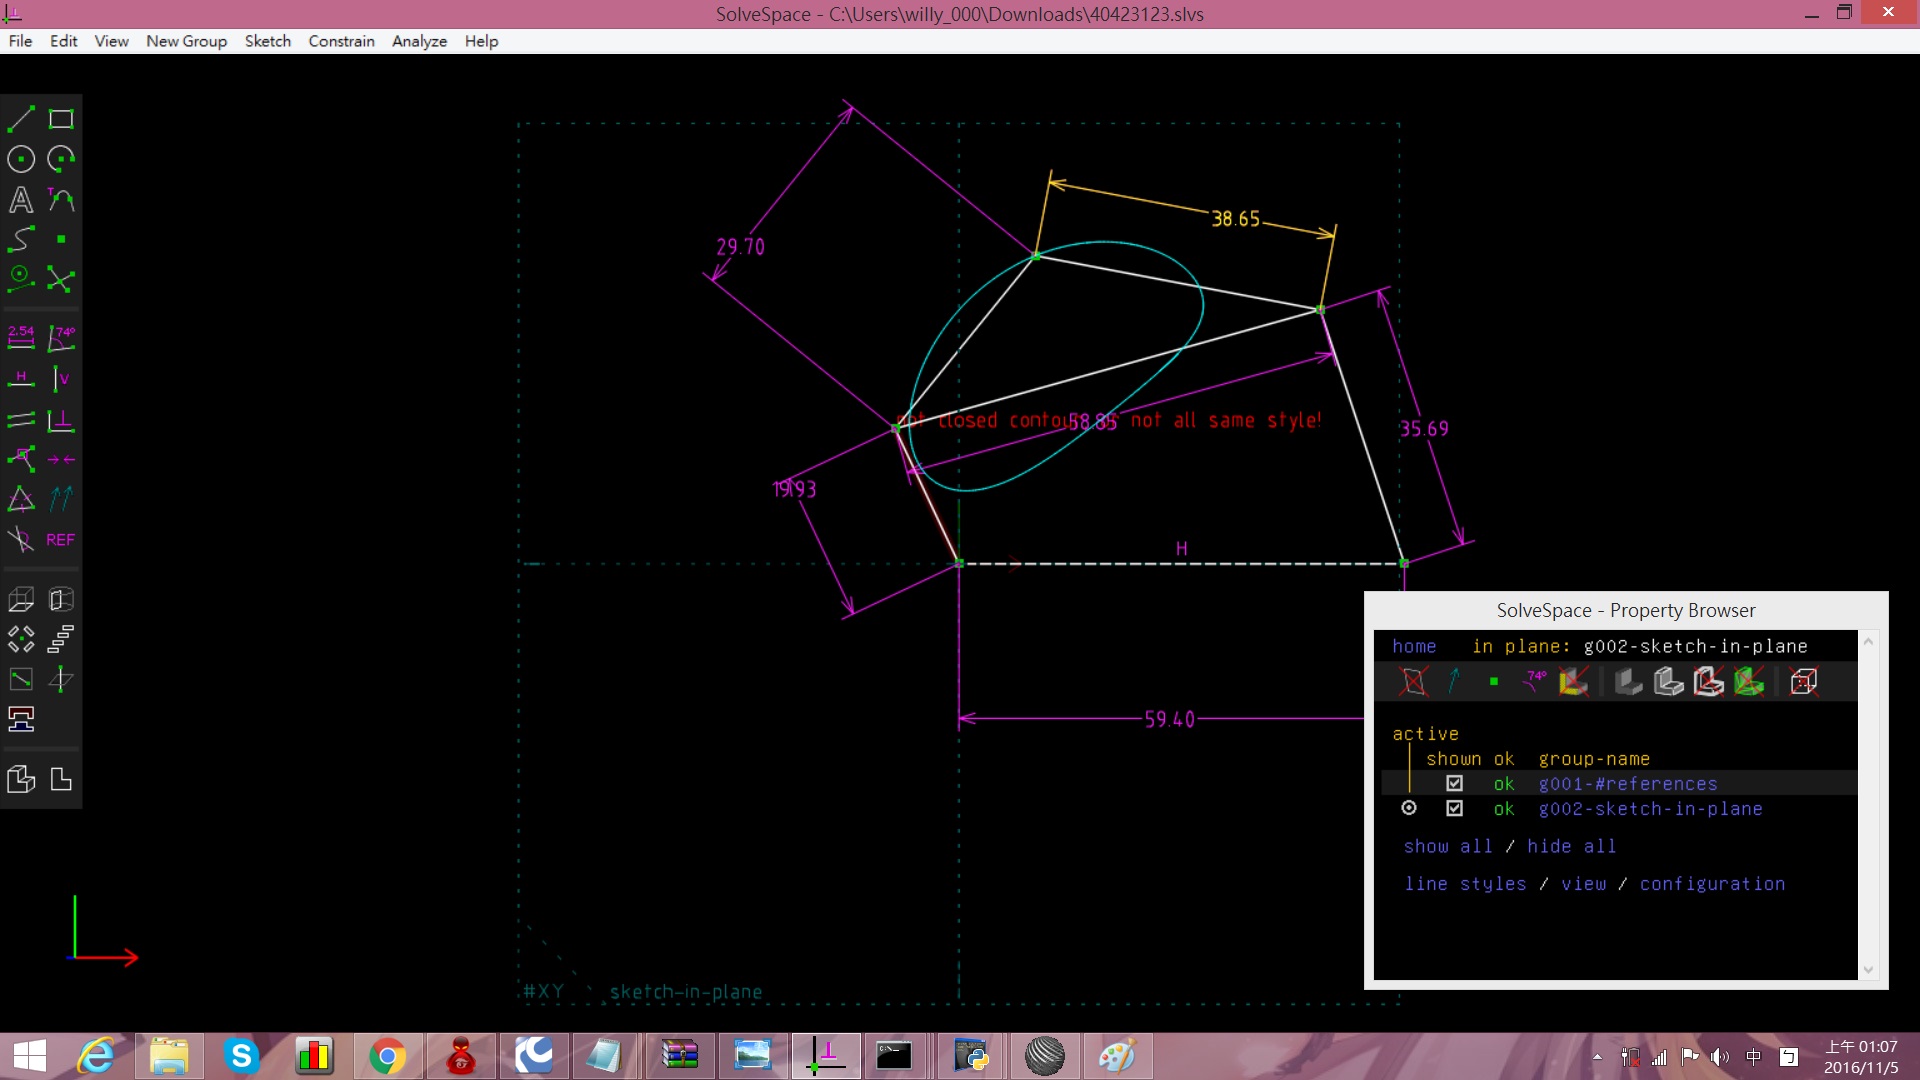 SolveSpace - C:\Users\willy_000\Downloads\40423123.slvs
File Edit View New Group Sketch Constrain Analyze Help
2.54 74°
H V
REF
38.65
29.70
not closed contour, or not all same style!
58.85
35.69
19.93
H
59.40
#XY sketch-in-plane
SolveSpace - Property Browser
home in plane: g002-sketch-in-plane
74°
active
shown ok group-name
ok g001-#references
ok g002-sketch-in-plane
show all / hide all
line styles / view / configuration
中
上午 01:07
2016/11/5